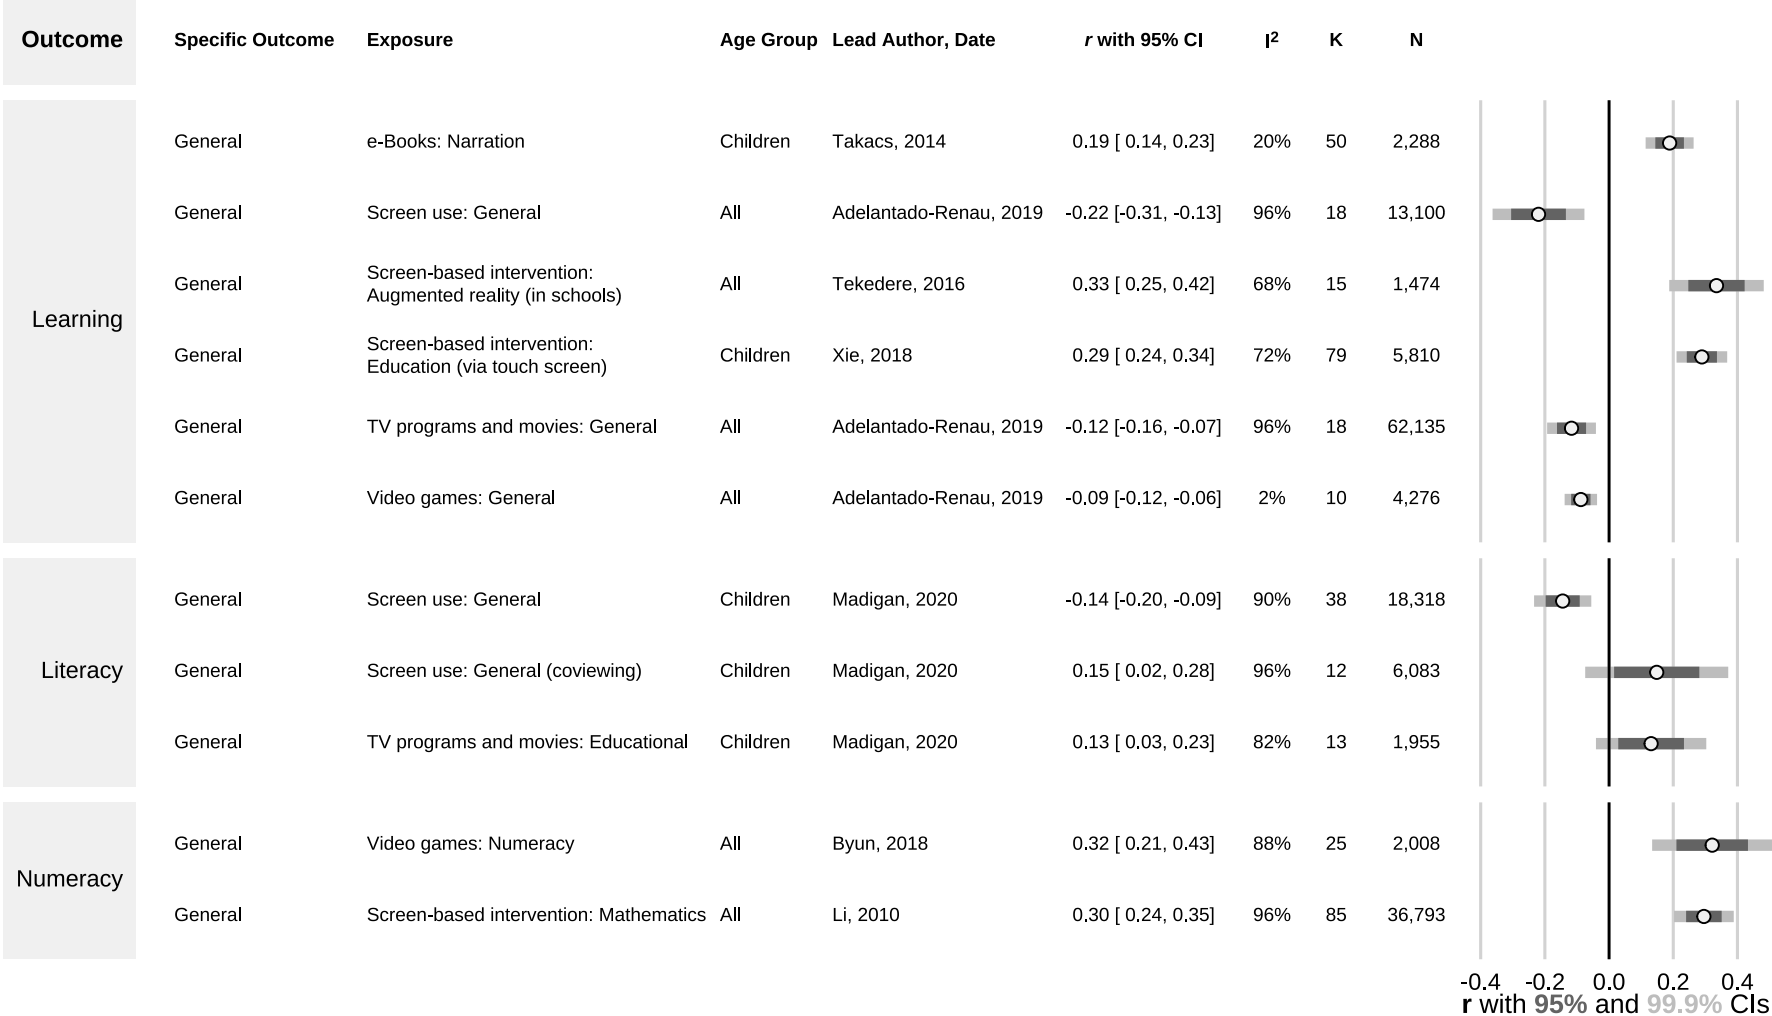 Outcome Specific Outcome Exposure Age Group Lead Author, Date r with 95% CI I² K N
General e-Books: Narration Children Takacs, 2014 0.19 [ 0.14, 0.23] 20% 50 2,288
General Screen use: General All Adelantado-Renau, 2019 -0.22 [-0.31, -0.13] 96% 18 13,100
Screen-based intervention:
General All Tekedere, 2016 0.33 [ 0.25, 0.42] 68% 15 1,474
Augmented reality (in schools)
Learning
Screen-based intervention:
General Children Xie, 2018 0.29 [ 0.24, 0.34] 72% 79 5,810
Education (via touch screen)
General TV programs and movies: General All Adelantado-Renau, 2019 -0.12 [-0.16, -0.07] 96% 18 62,135
General Video games: General All Adelantado-Renau, 2019 -0.09 [-0.12, -0.06] 2% 10 4,276
General Screen use: General Children Madigan, 2020 -0.14 [-0.20, -0.09] 90% 38 18,318
Literacy General Screen use: General (coviewing) Children Madigan, 2020 0.15 [ 0.02, 0.28] 96% 12 6,083
General TV programs and movies: Educational Children Madigan, 2020 0.13 [ 0.03, 0.23] 82% 13 1,955
General Video games: Numeracy All Byun, 2018 0.32 [ 0.21, 0.43] 88% 25 2,008
Numeracy
General Screen-based intervention: Mathematics All Li, 2010 0.30 [ 0.24, 0.35] 96% 85 36,793
-0.4 -0.2 0.0 0.2 0.4
r with 95% and 99.9% CIs